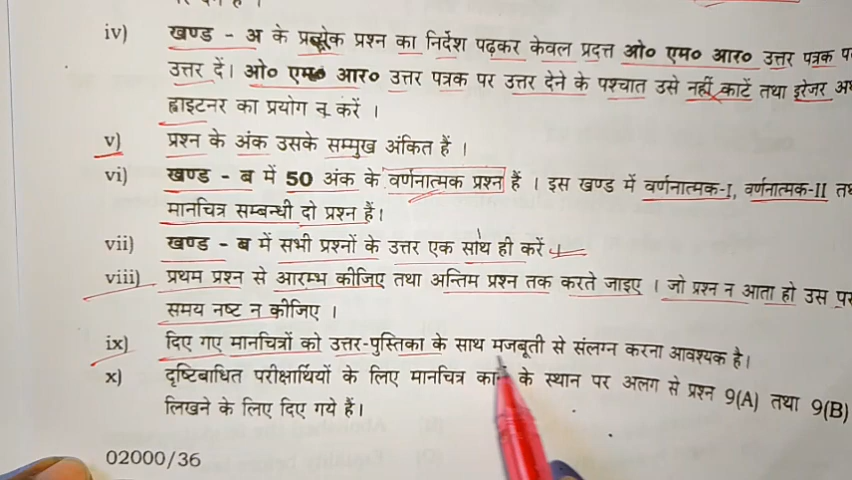 iv) खण्ड - अ के प्रत्येक प्रश्न का निर्देश पढ़कर केवल प्रदत्त ओ० एम० आर० उत्तर पत्रक
उत्तर दें। ओ० एम० आर० उत्तर पत्रक पर उत्तर देने के पश्चात उसे नहीं काटें तथा इरेजर
ह्वाइटनर का प्रयोग न करें ।
v) प्रश्न के अंक उसके सम्मुख अंकित हैं ।
vi) खण्ड - ब में 50 अंक के वर्णनात्मक प्रश्न हैं । इस खण्ड में वर्णनात्मक-I, वर्णनात्मक-II
मानचित्र सम्बन्धी दो प्रश्न हैं।
vii) खण्ड - ब में सभी प्रश्नों के उत्तर एक साथ ही करें ।
viii) प्रथम प्रश्न से आरम्भ कीजिए तथा अन्तिम प्रश्न तक करते जाइए । जो प्रश्न न आता हो उस
समय नष्ट न कीजिए ।
ix) दिए गए मानचित्रों को उत्तर-पुस्तिका के साथ मजबूती से संलग्न करना आवश्यक है।
x) दृष्टिबाधित परीक्षार्थियों के लिए मानचित्र कार्य के स्थान पर अलग से प्रश्न 9(A) तथा 9(B)
लिखने के लिए दिए गये हैं।
02000/36